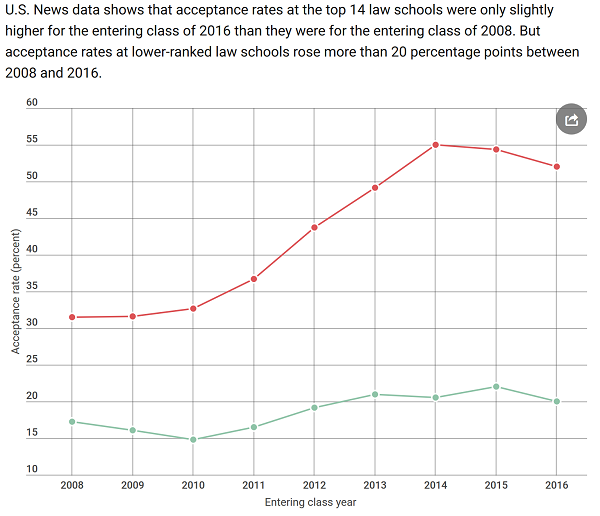 U.S. News data shows that acceptance rates at the top 14 law schools were only slightly
higher for the entering class of 2016 than they were for the entering class of 2008. But
acceptance rates at lower-ranked law schools rose more than 20 percentage points between
2008 and 2016.
60
55
50
45
40
35
30
25
20
15
10
Acceptance rate (percent)
2008 2009 2010 2011 2012 2013 2014 2015 2016
Entering class year